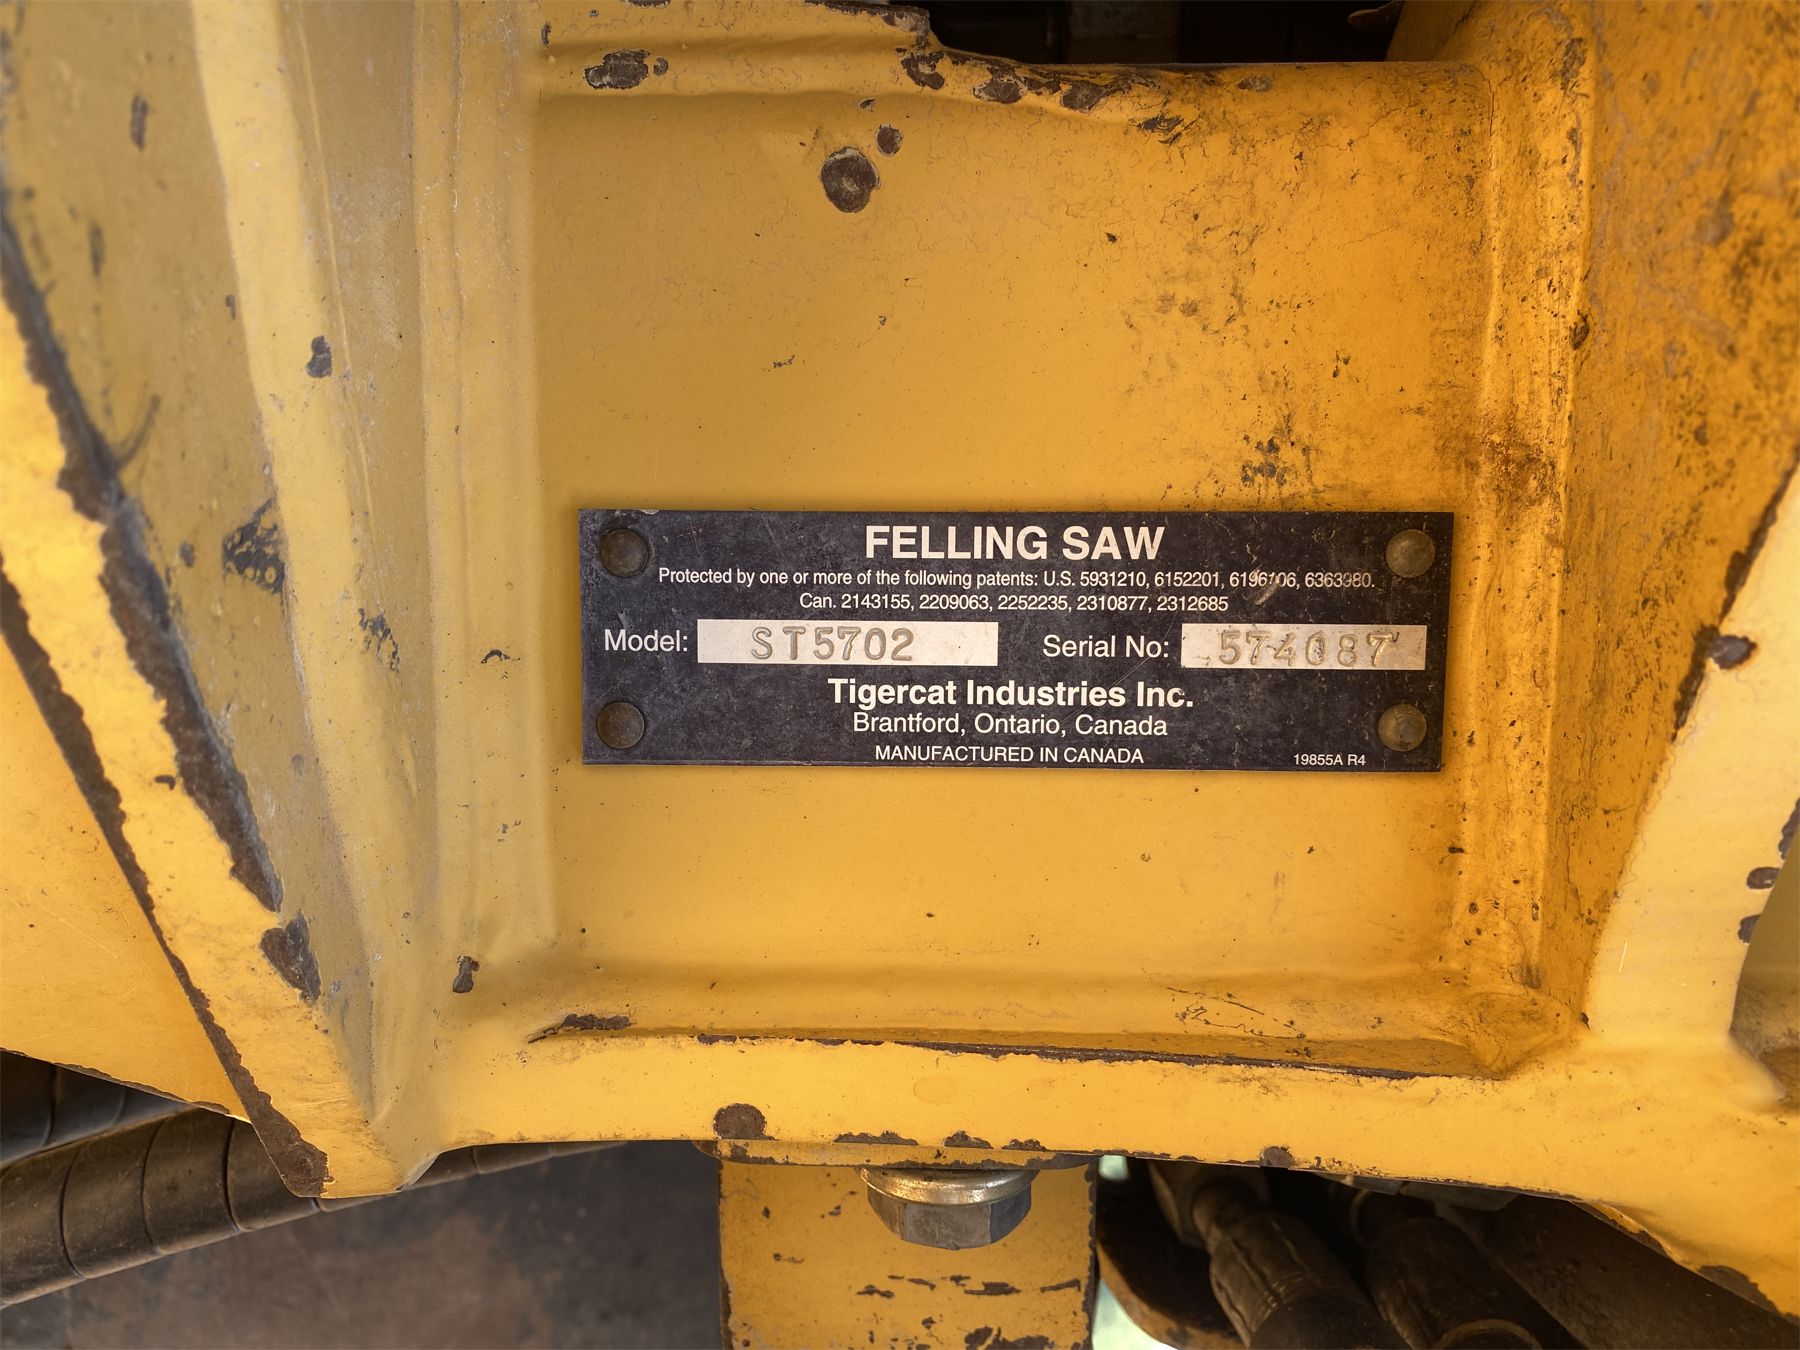 FELLING SAW
Protected by one or more of the following patents: U.S. 5931210, 6152201, 6196106, 6363980.
Can. 2143155, 2209063, 2252235, 2310877, 2312685
Model: ST5702 Serial No: 574087
Tigercat Industries Inc.
Brantford, Ontario, Canada
MANUFACTURED IN CANADA
19855A R4